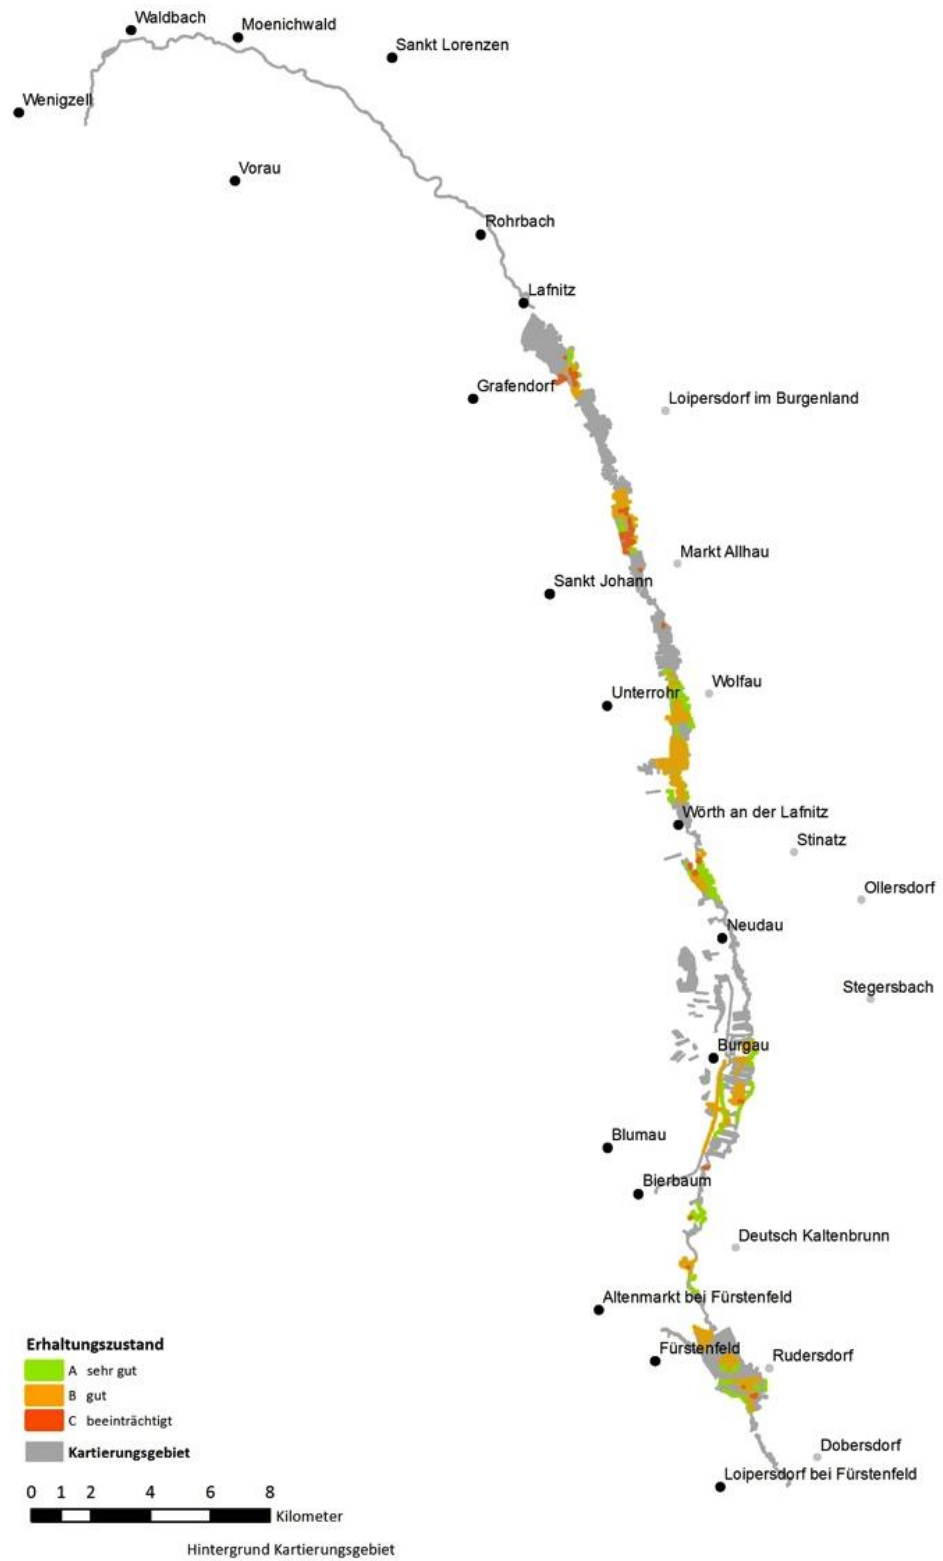 Waldbach
Moenichwald
Sankt Lorenzen
Wenigzell
Vorau
Rohrbach
Lafnitz
Grafendorf
Loipersdorf im Burgenland
Markt Allhau
Sankt Johann
Wolfau
Unterrohr
Wörth an der Lafnitz
Stinatz
Ollersdorf
Neudau
Stegersbach
Burgau
Blumau
Bierbaum
Deutsch Kaltenbrunn
Altenmarkt bei Fürstenfeld
Fürstenfeld
Rudersdorf
Dobersdorf
Loipersdorf bei Fürstenfeld
Erhaltungszustand
A sehr gut
B gut
C beeinträchtigt
Kartierungsgebiet
0 1 2 4 6 8
Kilometer
Hintergrund Kartierungsgebiet